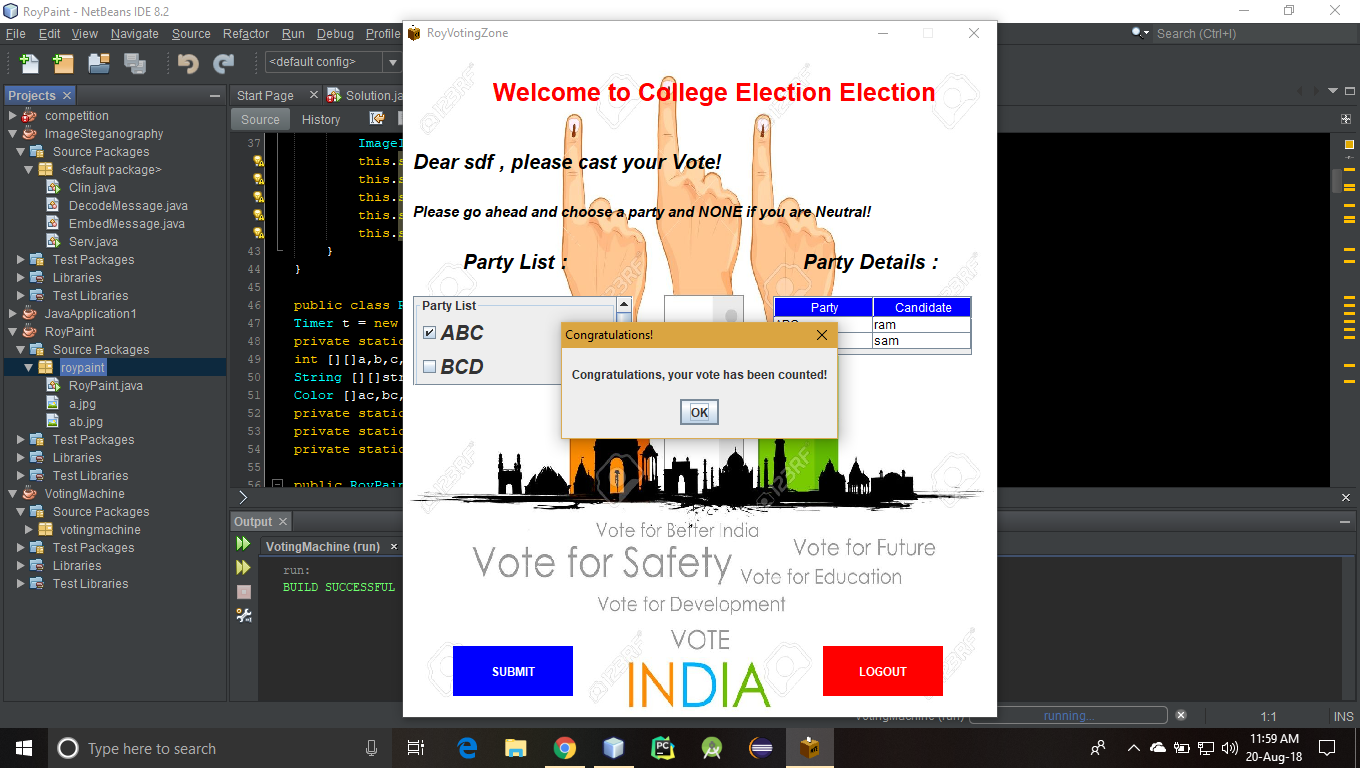 RoyPaint - NetBeans IDE 8.2
File Edit View Navigate Source Refactor Run Debug Profile
Search (Ctrl+I)
<default config>
Projects
competition
ImageSteganography
Source Packages
<default package>
Clin.java
DecodeMessage.java
EmbedMessage.java
Serv.java
Test Packages
Libraries
Test Libraries
JavaApplication1
RoyPaint
Source Packages
roypaint
RoyPaint.java
a.jpg
ab.jpg
Test Packages
Libraries
Test Libraries
VotingMachine
Source Packages
votingmachine
Test Packages
Libraries
Test Libraries
Start Page Solution.ja
Source History
37 ImageI
this.s
this.s
this.s
this.s
this.s
43 }
44 }
45
46 public class R
47 Timer t = new
48 private static
49 int [][]a,b,c,
50 String [][]str
51 Color []ac,bc,
52 private static
53 private static
54 private static
55
56 public RoyPain
Output
VotingMachine (run)
run:
BUILD SUCCESSFUL
RoyVotingZone
Welcome to College Election Election
Dear sdf , please cast your Vote!
Please go ahead and choose a party and NONE if you are Neutral!
Party List :
Party Details :
Party List
ABC
BCD
Party Candidate
ram
sam
Congratulations!
Congratulations, your vote has been counted!
OK
123RF
Vote for Better India
Vote for Safety
Vote for Future
Vote for Education
Vote for Development
VOTE
INDIA
SUBMIT
LOGOUT
VotingMachine (run)
running...
1:1
INS
Type here to search
PC
11:59 AM
20-Aug-18